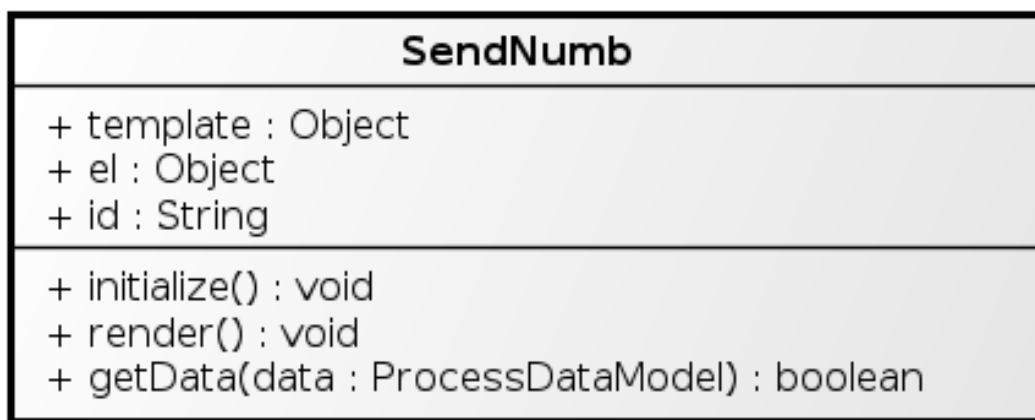 SendNumb
+ template : Object
+ el : Object
+ id : String
+ initialize() : void
+ render() : void
+ getData(data : ProcessDataModel) : boolean